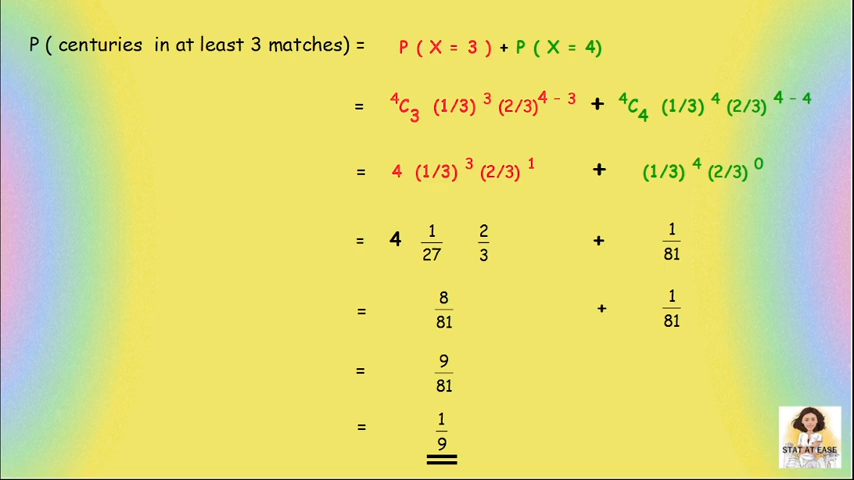 P ( centuries in at least 3 matches) = P ( X = 3 ) + P ( X = 4)
= ⁴C₃ (1/3) ³ (2/3)⁴ ⁻ ³ + ⁴C₄ (1/3) ⁴ (2/3) ⁴ ⁻ ⁴
= 4 (1/3) ³ (2/3) ¹ + (1/3) ⁴ (2/3) ⁰
= 4 1/27 2/3 + 1/81
= 8/81 + 1/81
= 9/81
= 1/9
STAT AT EASE